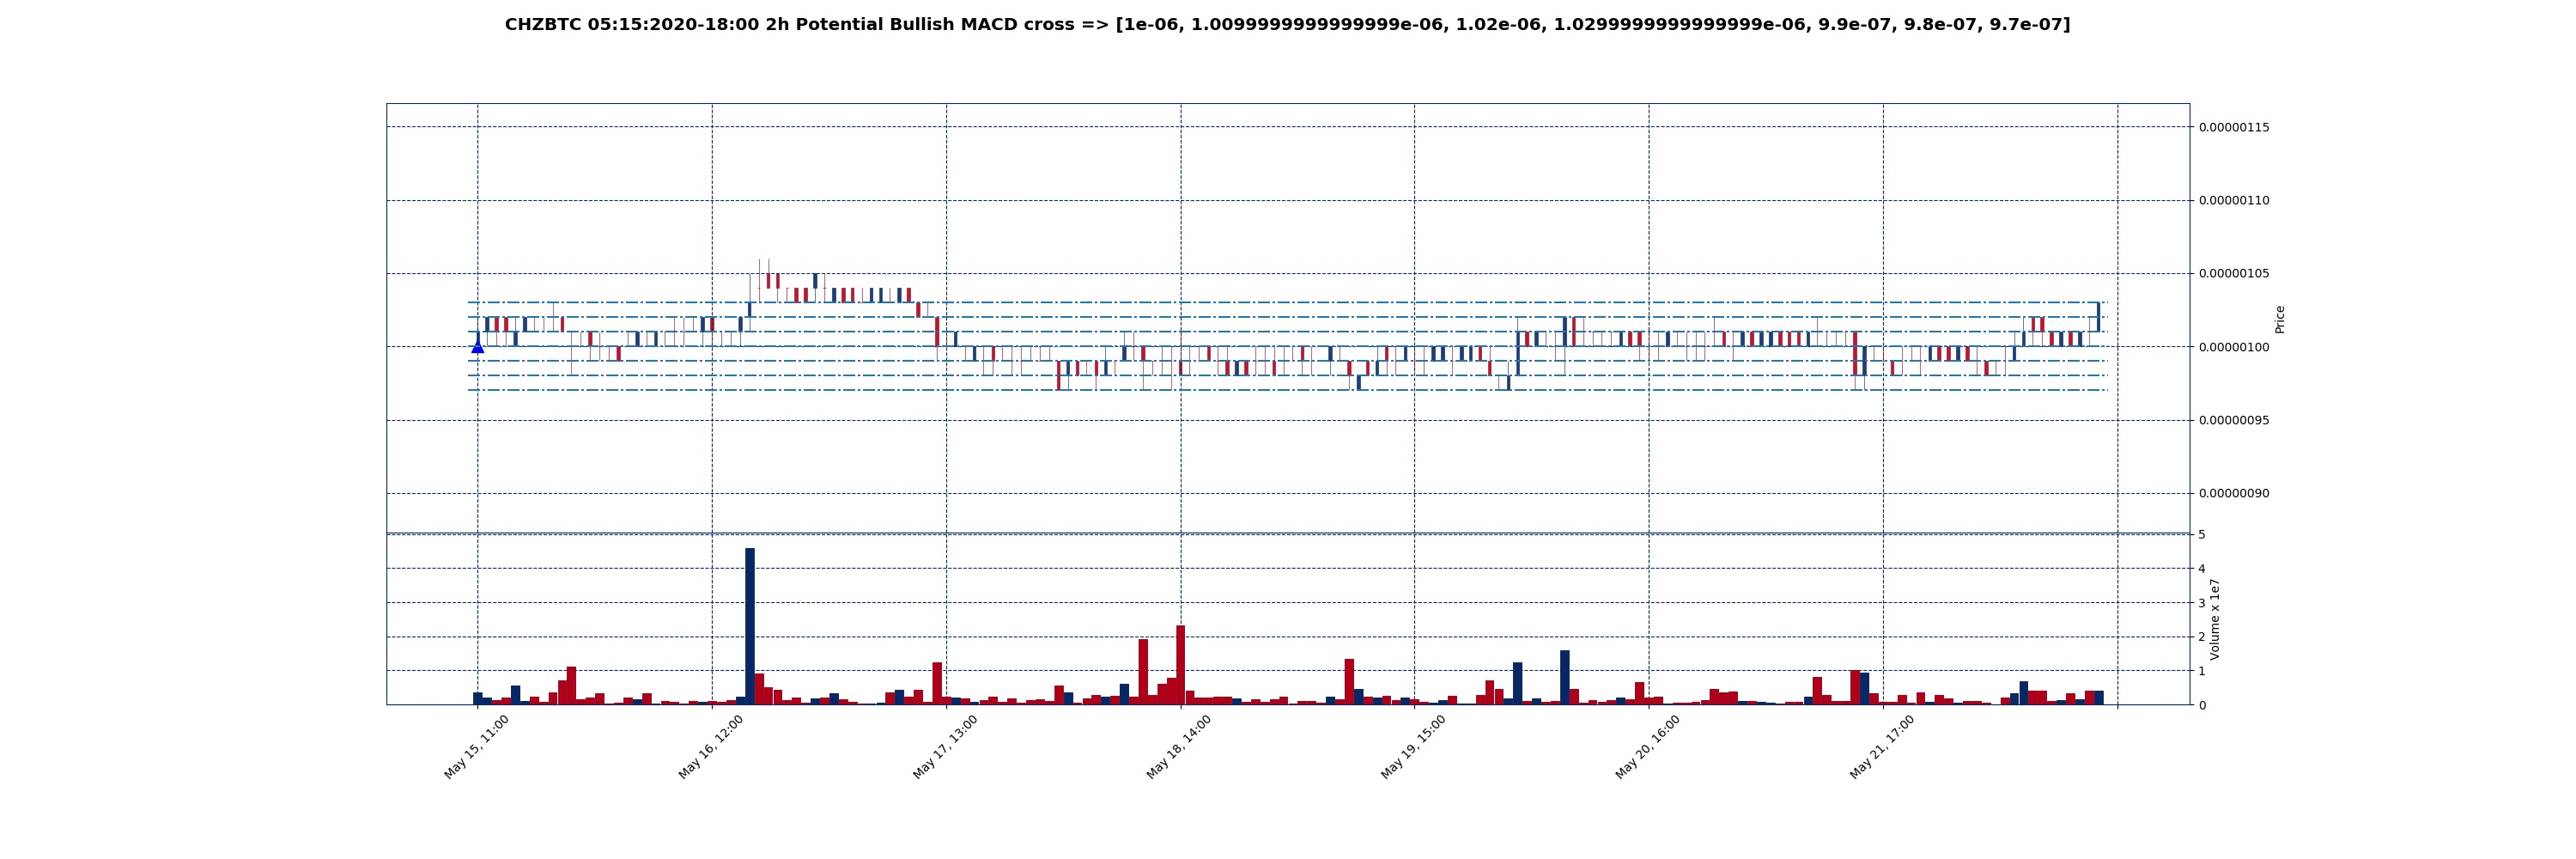 CHZBTC 05:15:2020-18:00 2h Potential Bullish MACD cross => [1e-06, 1.0099999999999999e-06, 1.02e-06, 1.0299999999999999e-06, 9.9e-07, 9.8e-07, 9.7e-07]
0.00000115
0.00000110
0.00000105
0.00000100
0.00000095
0.00000090
Price
5
4
3
2
1
0
Volume x 1e7
May 15, 11:00
May 16, 12:00
May 17, 13:00
May 18, 14:00
May 19, 15:00
May 20, 16:00
May 21, 17:00